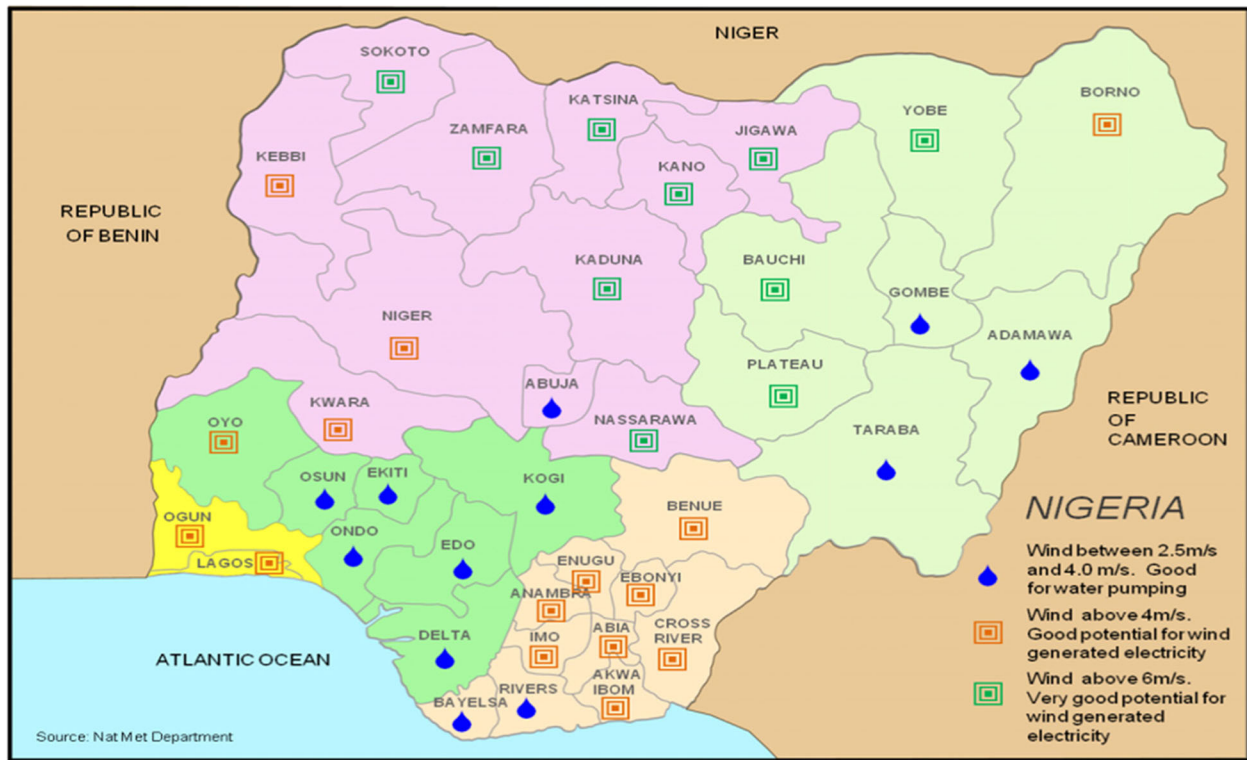 NIGER
SOKOTO
KATSINA
YOBE
BORNO
ZAMFARA
JIGAWA
KEBBI
KANO
REPUBLIC
OF BENIN
KADUNA
BAUCHI
GOMBE
NIGER
ADAMAWA
PLATEAU
ABUJA
KWARA
NASSARAWA
OYO
TARABA
REPUBLIC
OF
CAMEROON
OSUN
EKITI
KOGI
OGUN
ONDO
BENUE
EDO
LAGOS
ENUGU
EBONYI
ANAMBRA
DELTA
IMO
ABIA
CROSS
RIVER
ATLANTIC OCEAN
AKWA
IBOM
RIVERS
BAYELSA
NIGERIA
Wind between 2.5m/s
and 4.0 m/s. Good
for water pumping
Wind above 4m/s.
Good potential for wind
generated electricity
Wind above 6m/s.
Very good potential for
wind generated
electricity
Source: Nat Met Department